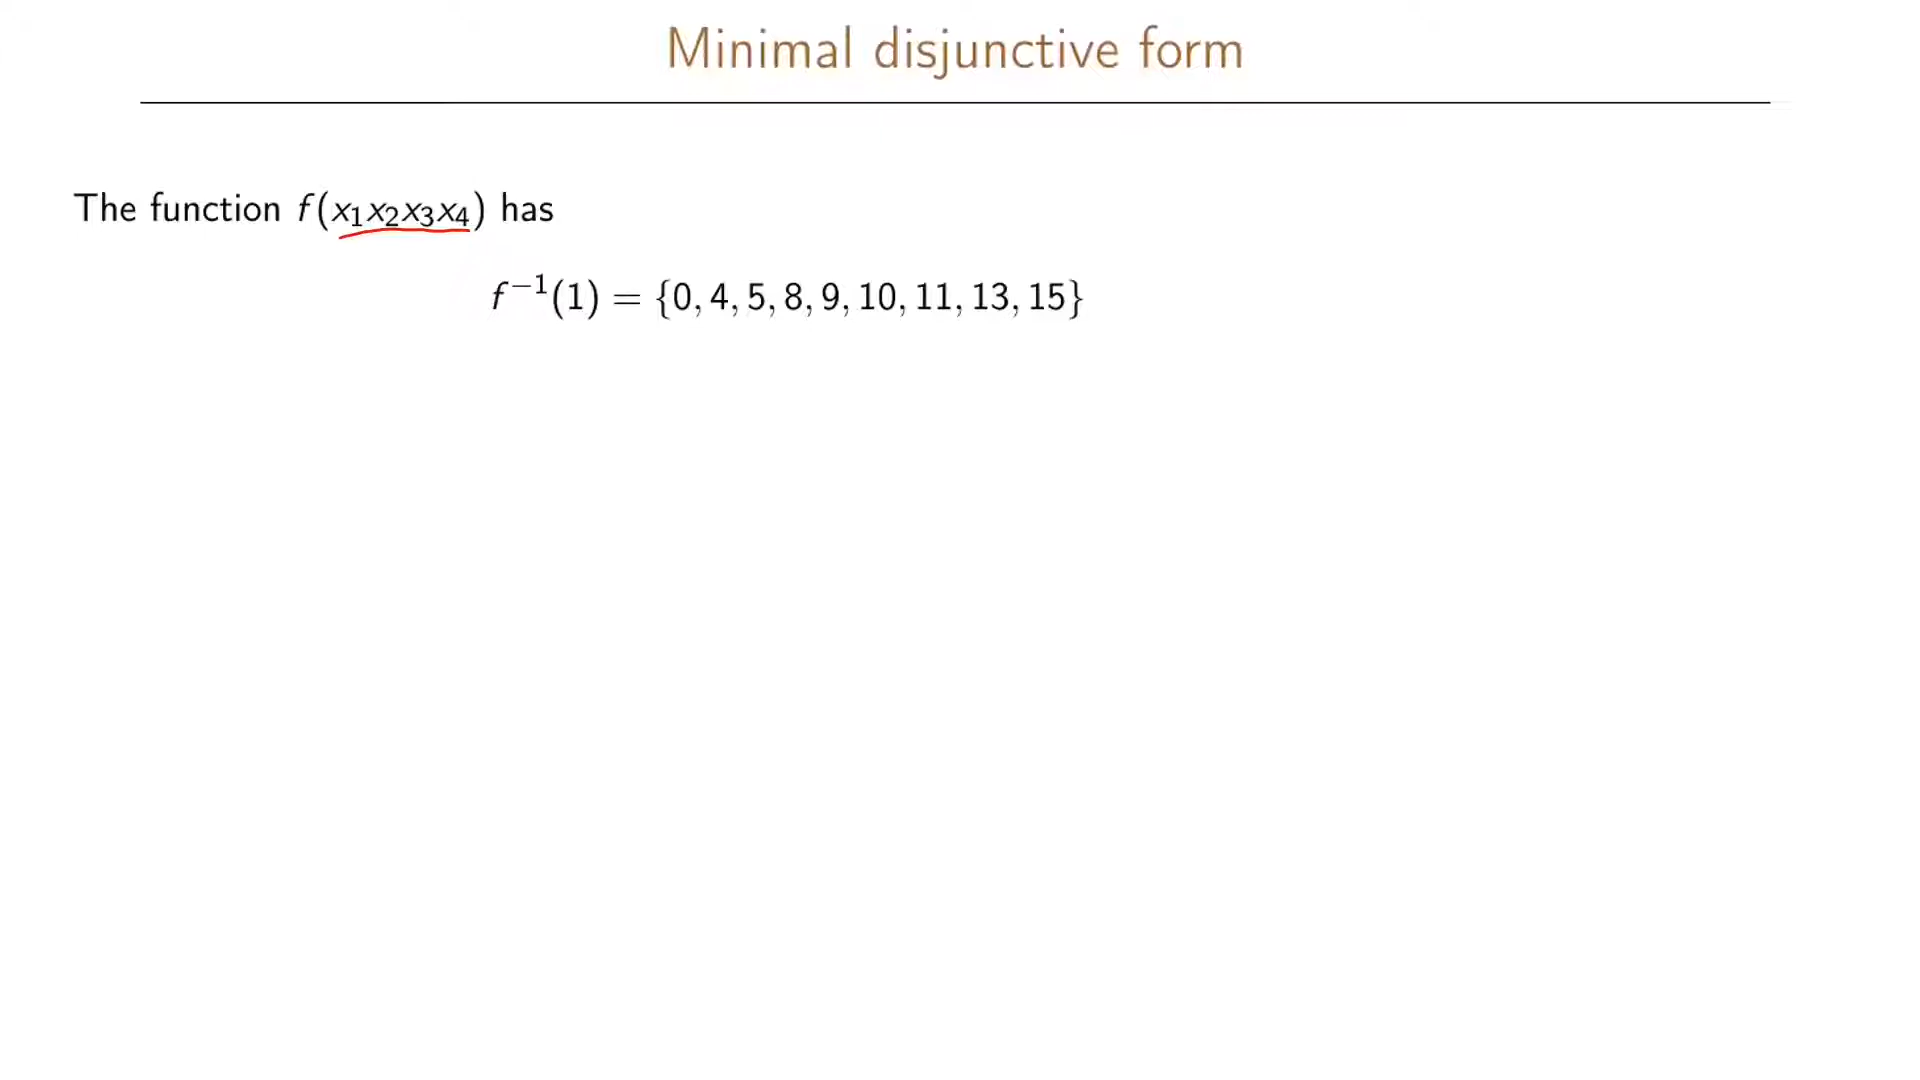 Minimal disjunctive form
The function f(x₁x₂x₃x₄) has
f⁻¹(1) = {0, 4, 5, 8, 9, 10, 11, 13, 15}